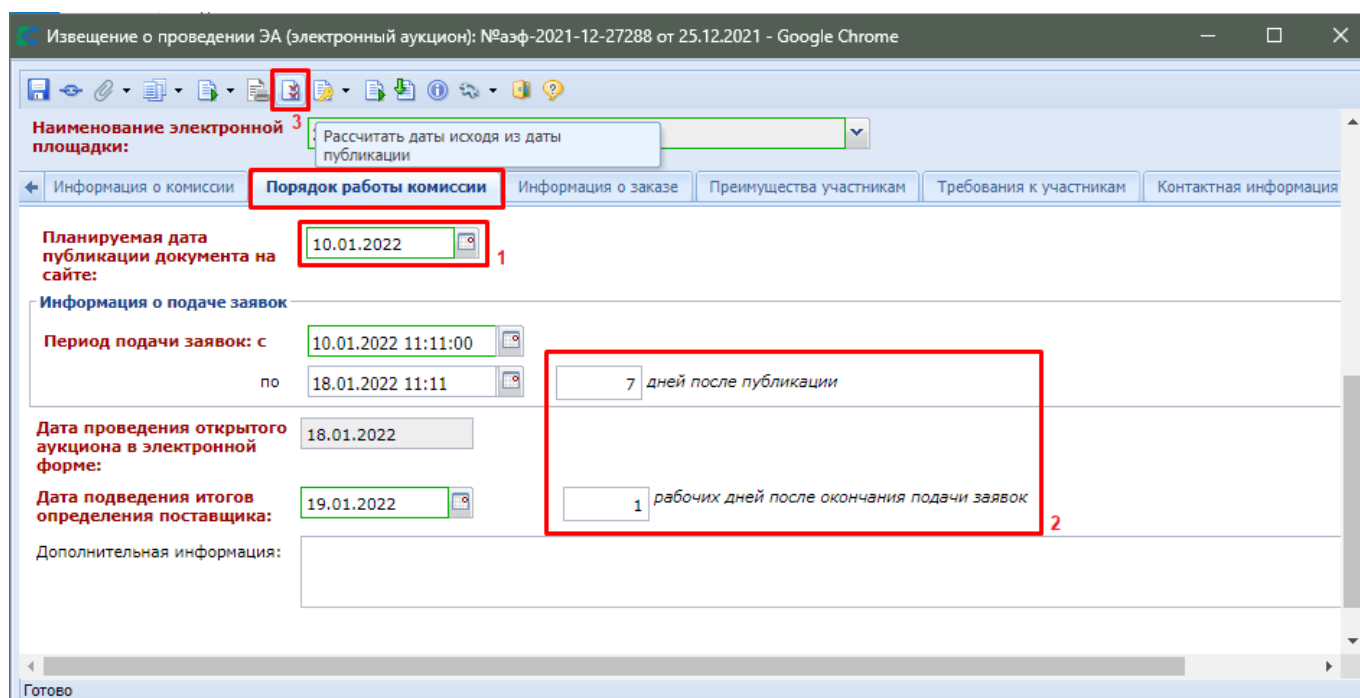 Извещение о проведении ЭА (электронный аукцион): №аэф-2021-12-27288 от 25.12.2021 - Google Chrome
Наименование электронной
площадки:
3
Рассчитать даты исходя из даты
публикации
Информация о комиссии
Порядок работы комиссии
Информация о заказе
Преимущества участникам
Требования к участникам
Контактная информация
Планируемая дата
публикации документа на
сайте:
10.01.2022
1
Информация о подаче заявок
Период подачи заявок: с
10.01.2022 11:11:00
по
18.01.2022 11:11
7 дней после публикации
Дата проведения открытого
аукциона в электронной
форме:
18.01.2022
Дата подведения итогов
определения поставщика:
19.01.2022
1 рабочих дней после окончания подачи заявок
2
Дополнительная информация:
Готово